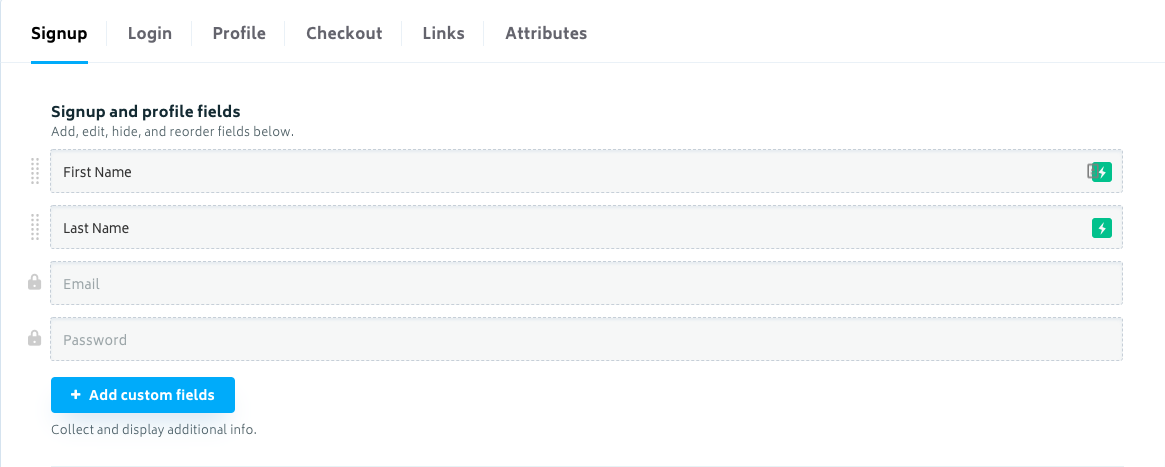 Signup Login Profile Checkout Links Attributes
Signup and profile fields
Add, edit, hide, and reorder fields below.
First Name
Last Name
Email
Password
+ Add custom fields
Collect and display additional info.